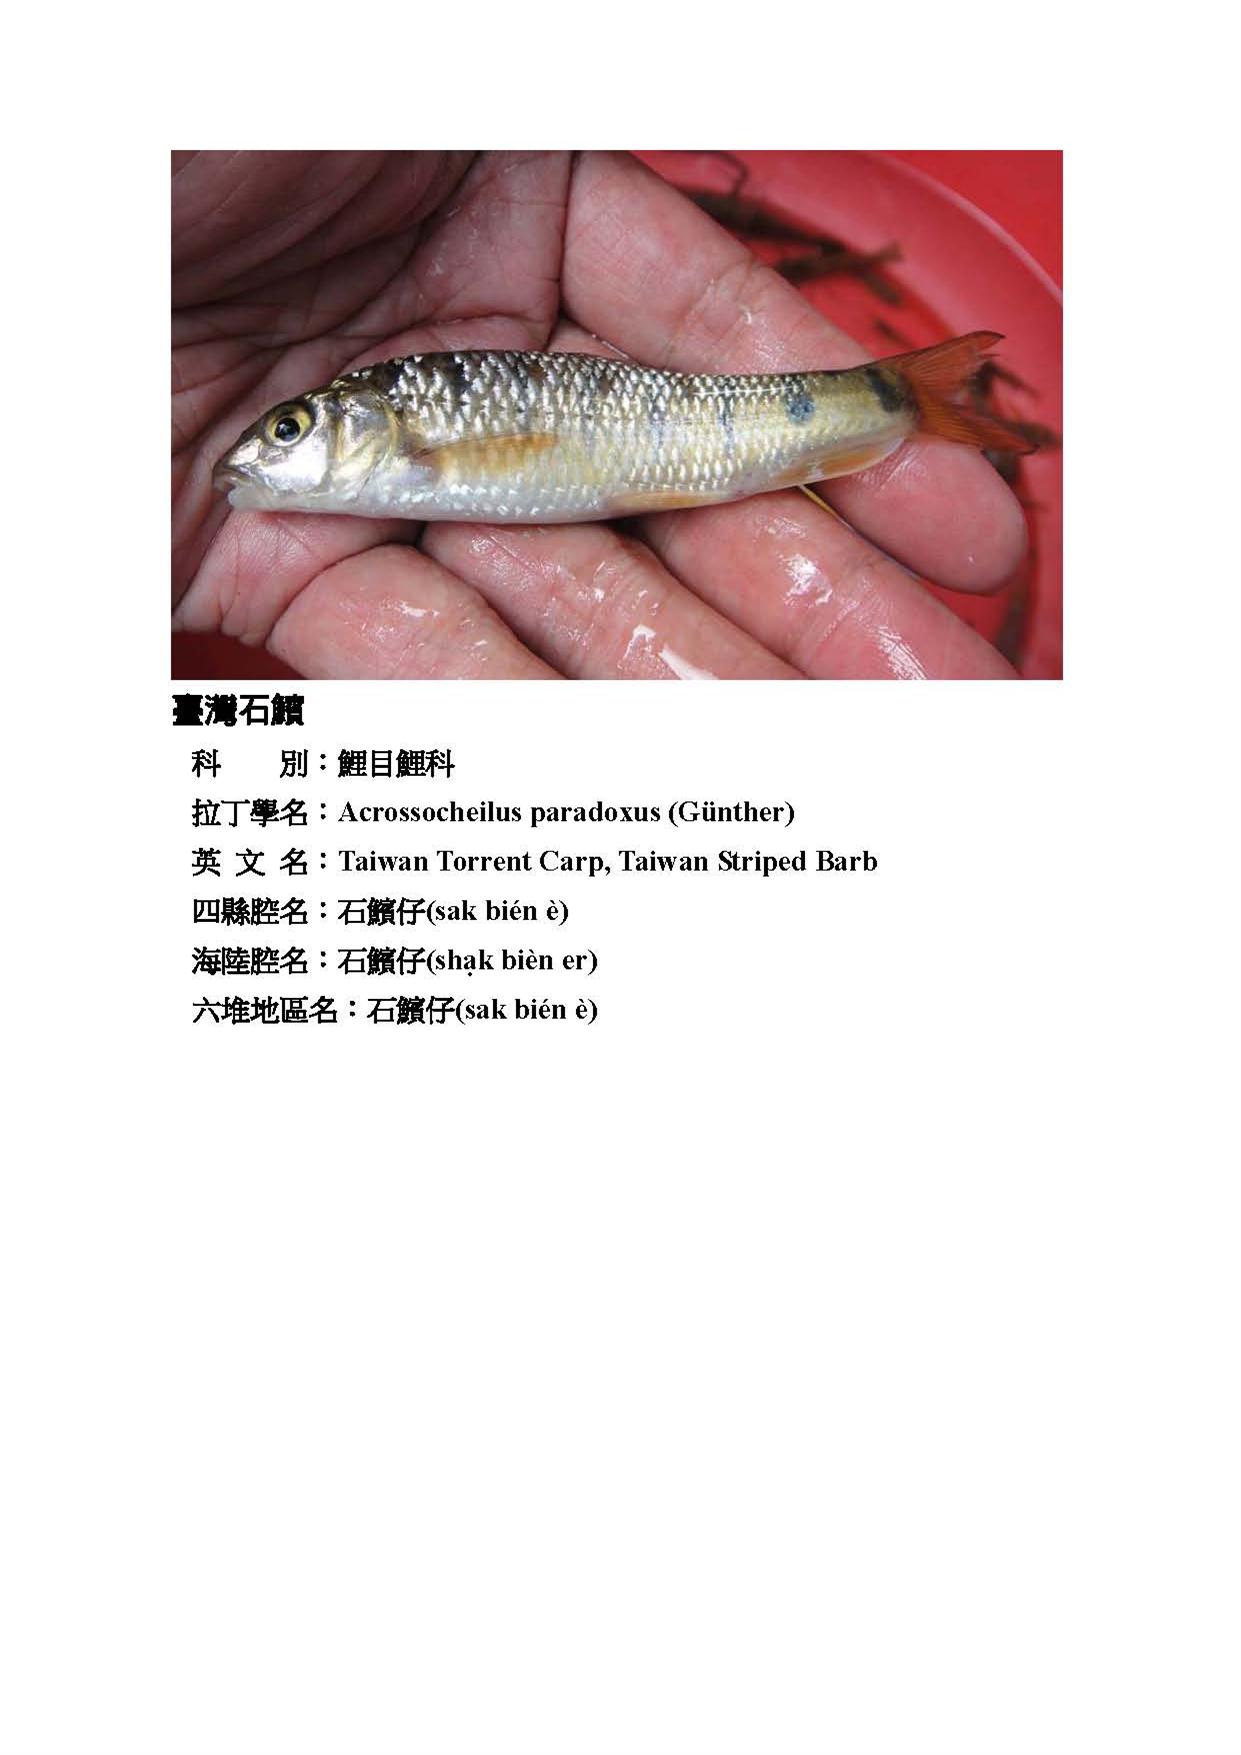 臺灣石𩼧
科　　別：鯉目鯉科
拉丁學名：Acrossocheilus paradoxus (Günther)
英 文 名：Taiwan Torrent Carp, Taiwan Striped Barb
四縣腔名：石𩼧仔(sak bién è)
海陸腔名：石𩼧仔(shạk bièn er)
六堆地區名：石𩼧仔(sak bién è)